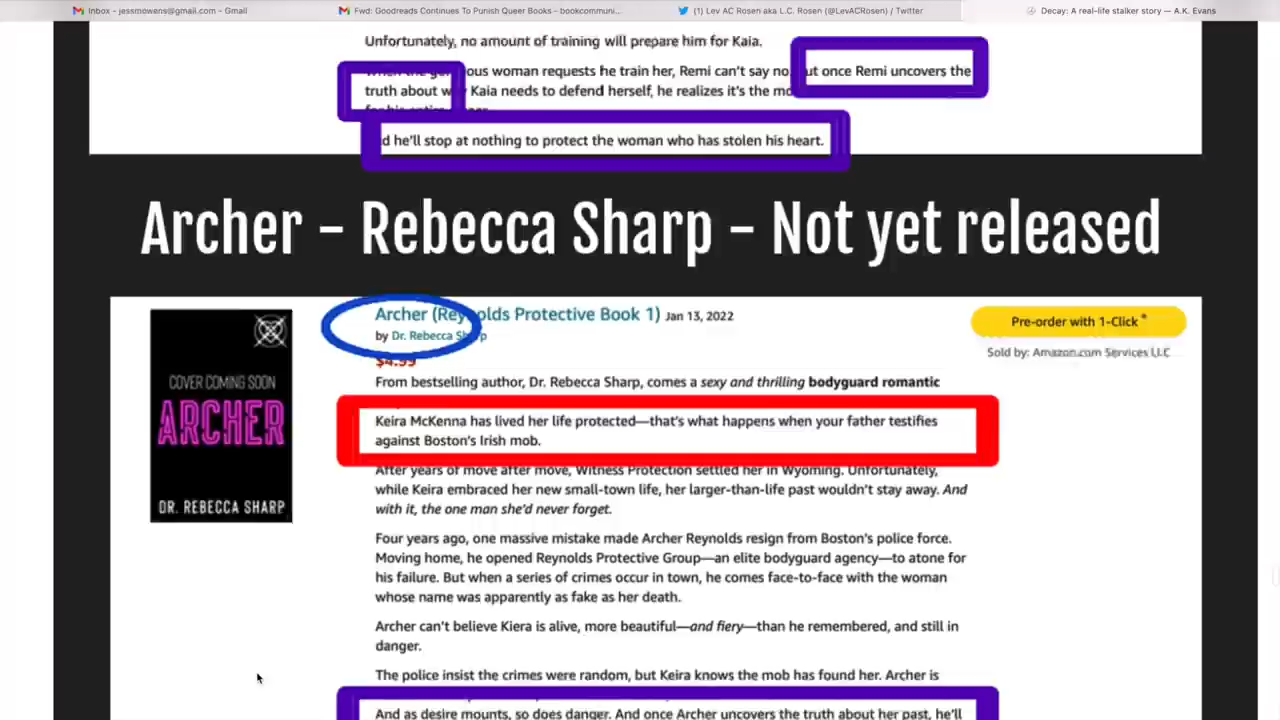 Inbox - jessmowens@gmail.com - Gmail
Fwd: Goodreads Continues To Punish Queer Books - bookcommuni...
(1) Lev AC Rosen aka L.C. Rosen (@LevACRosen) / Twitter
Decay: A real-life stalker story — A.K. Evans
Unfortunately, no amount of training will prepare him for Kaia.
ous woman requests he train her, Remi can't say no. ut once Remi uncovers the
truth about w Kaia needs to defend herself, he realizes it's the mo
d he'll stop at nothing to protect the woman who has stolen his heart.
Archer - Rebecca Sharp - Not yet released
COVER COMING SOON
ARCHER
DR. REBECCA SHARP
Archer (Reynolds Protective Book 1) Jan 13, 2022
by Dr. Rebecca Sharp
$4.99
From bestselling author, Dr. Rebecca Sharp, comes a sexy and thrilling bodyguard romantic
Keira McKenna has lived her life protected—that's what happens when your father testifies
against Boston's Irish mob.
After years of move after move, Witness Protection settled her in Wyoming. Unfortunately,
while Keira embraced her new small-town life, her larger-than-life past wouldn't stay away. And
with it, the one man she'd never forget.
Four years ago, one massive mistake made Archer Reynolds resign from Boston's police force.
Moving home, he opened Reynolds Protective Group—an elite bodyguard agency—to atone for
his failure. But when a series of crimes occur in town, he comes face-to-face with the woman
whose name was apparently as fake as her death.
Archer can't believe Kiera is alive, more beautiful—and fiery—than he remembered, and still in
danger.
The police insist the crimes were random, but Keira knows the mob has found her. Archer is
And as desire mounts, so does danger. And once Archer uncovers the truth about her past, he'll
Pre-order with 1-Click®
Sold by: Amazon.com Services LLC